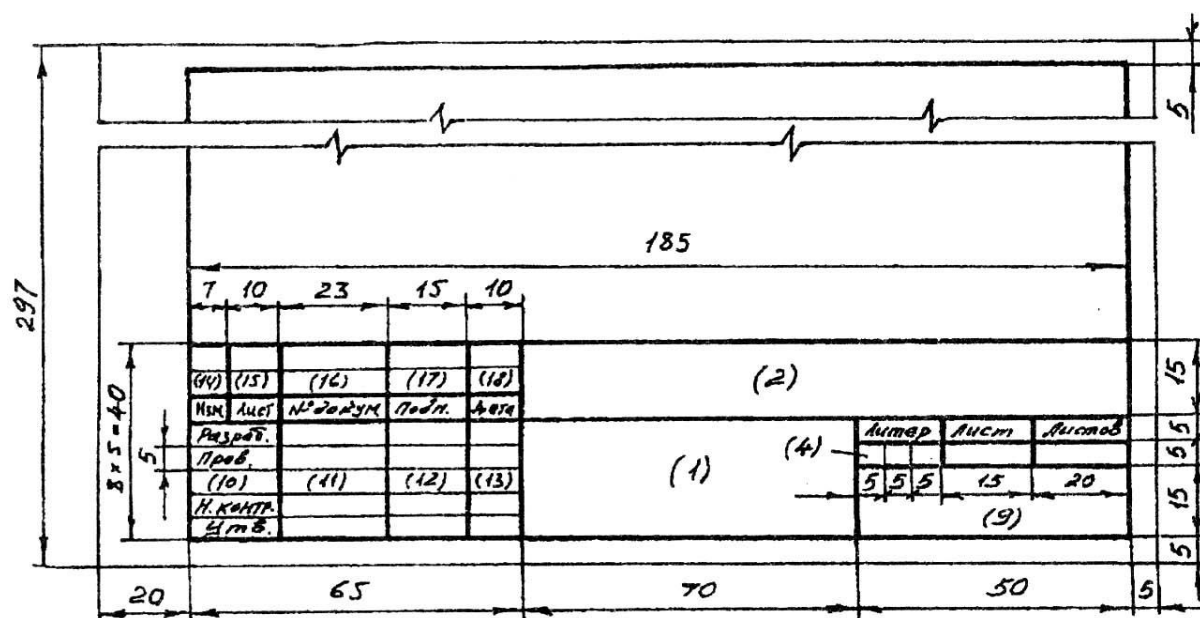 5
185
297
7 10 23 15 10
8 x 5 = 40
5
(14) (15) (16) (17) (18)
Изм Лист № докум Подп. Дата
Разраб.
Пров.
(10) (11) (12) (13)
Н. контр.
Утв.
(2)
(1)
(4)
Литер Лист Листов
5 5 5 15 20
(9)
15
5
5
15
5
20 65 70 50 5